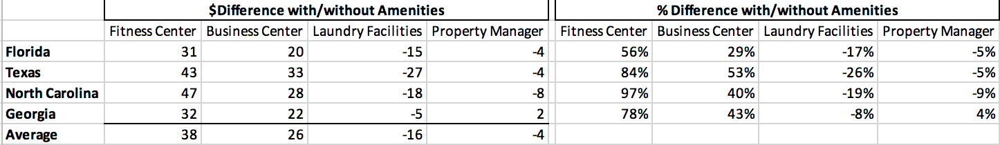 $Difference with/without Amenities % Difference with/without Amenities
Fitness Center Business Center Laundry Facilities Property Manager Fitness Center Business Center Laundry Facilities Property Manager
Florida 31 20 -15 -4 56% 29% -17% -5%
Texas 43 33 -27 -4 84% 53% -26% -5%
North Carolina 47 28 -18 -8 97% 40% -19% -9%
Georgia 32 22 -5 2 78% 43% -8% 4%
Average 38 26 -16 -4